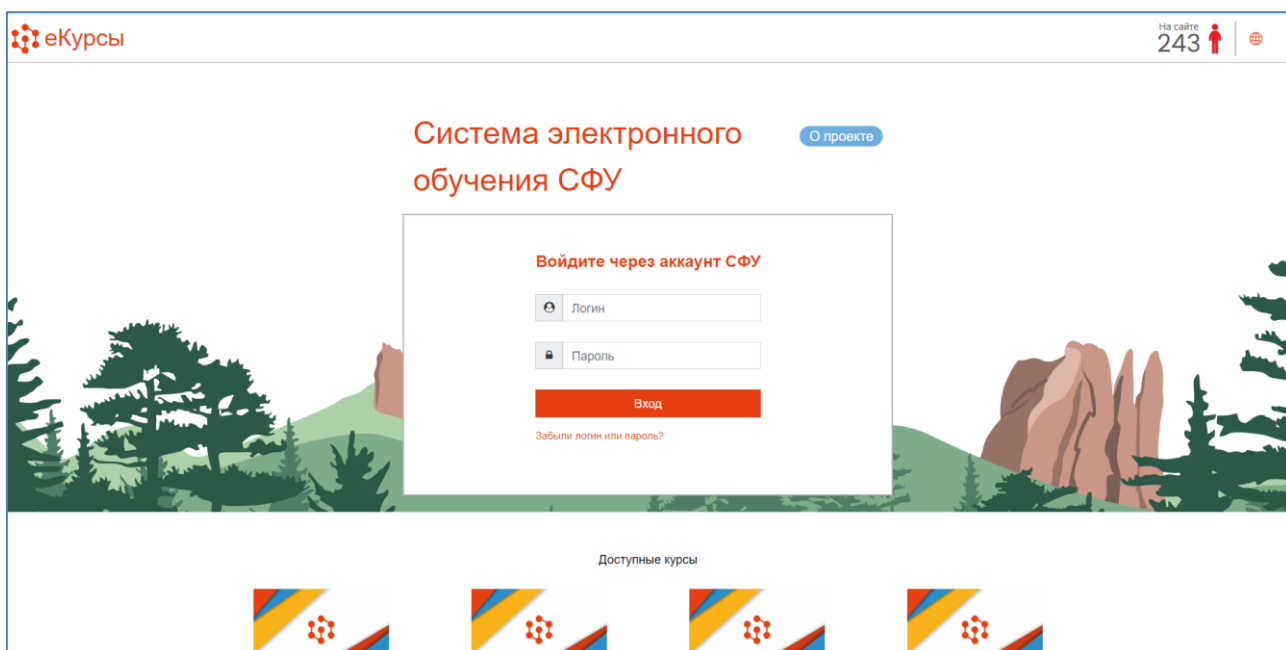 еКурсы
На сайте
243
Система электронного
О проекте
обучения СФУ
Войдите через аккаунт СФУ
Логин
Пароль
Вход
Забыли логин или пароль?
Доступные курсы